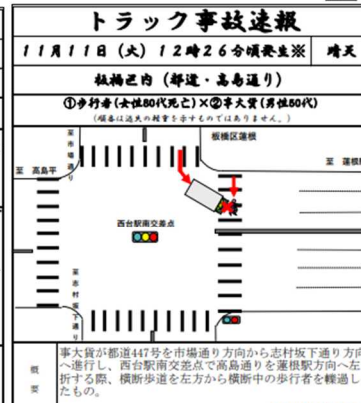 トラック事故速報
11月11日（火）12時26分頃発生※
晴天
板橋区内（都道・高島通り）
①歩行者(女性80代死亡)×②事大貨(男性50代)
(順番は過失の軽重を示すものではありません。)
至 市場通り
板橋区蓮根
至 高島平
至 蓮根
西台駅南交差点
至 志村坂下通り
概要
事大貨が都道447号を市場通り方向から志村坂下通り方向
へ進行し、西台駅南交差点で高島通りを蓮根駅方向へ左
折する際、横断歩道を左方から横断中の歩行者を轢過し
たもの。